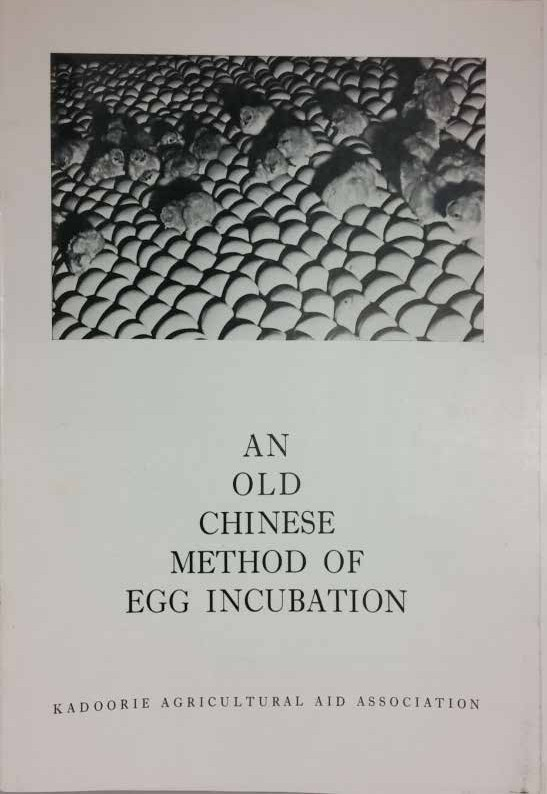 AN
OLD
CHINESE
METHOD OF
EGG INCUBATION
KADOORIE AGRICULTURAL AID ASSOCIATION